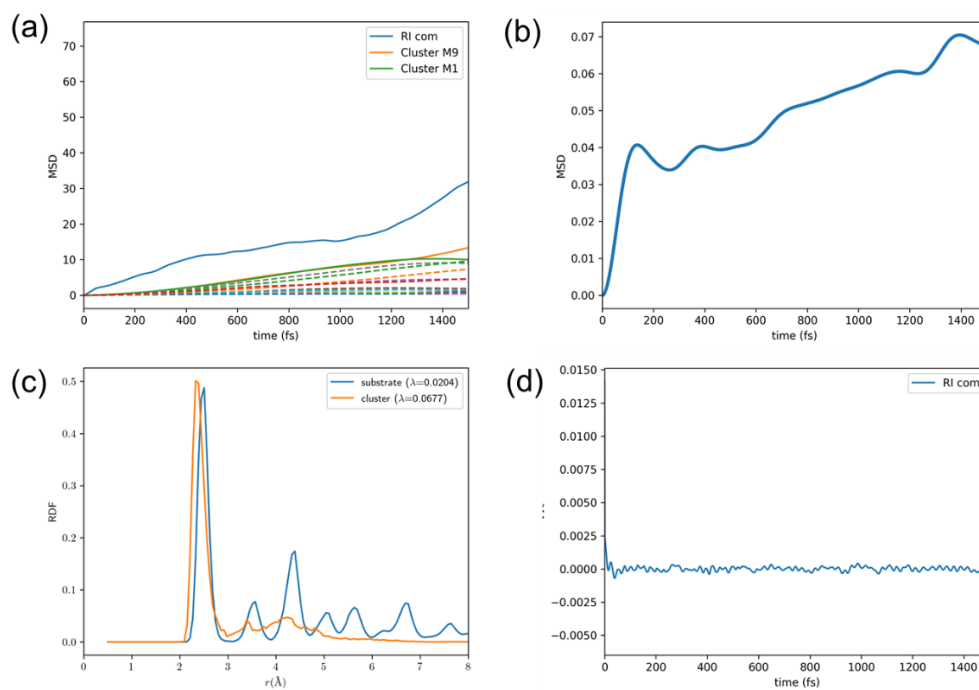 (a)
RI com
Cluster M9
Cluster M1
70
60
50
40
30
20
10
0
MSD
0 200 400 600 800 1000 1200 1400
time (fs)
(b)
0.07
0.06
0.05
0.04
0.03
0.02
0.01
0.00
MSD
0 200 400 600 800 1000 1200 1400
time (fs)
(c)
substrate (λ=0.0204)
cluster (λ=0.0677)
0.5
0.4
0.3
0.2
0.1
0.0
RDF
0 1 2 3 4 5 6 7 8
r(Å)
(d)
RI com
0.0150
0.0125
0.0100
0.0075
0.0050
0.0025
0.0000
−0.0025
−0.0050
...
0 200 400 600 800 1000 1200 1400
time (fs)